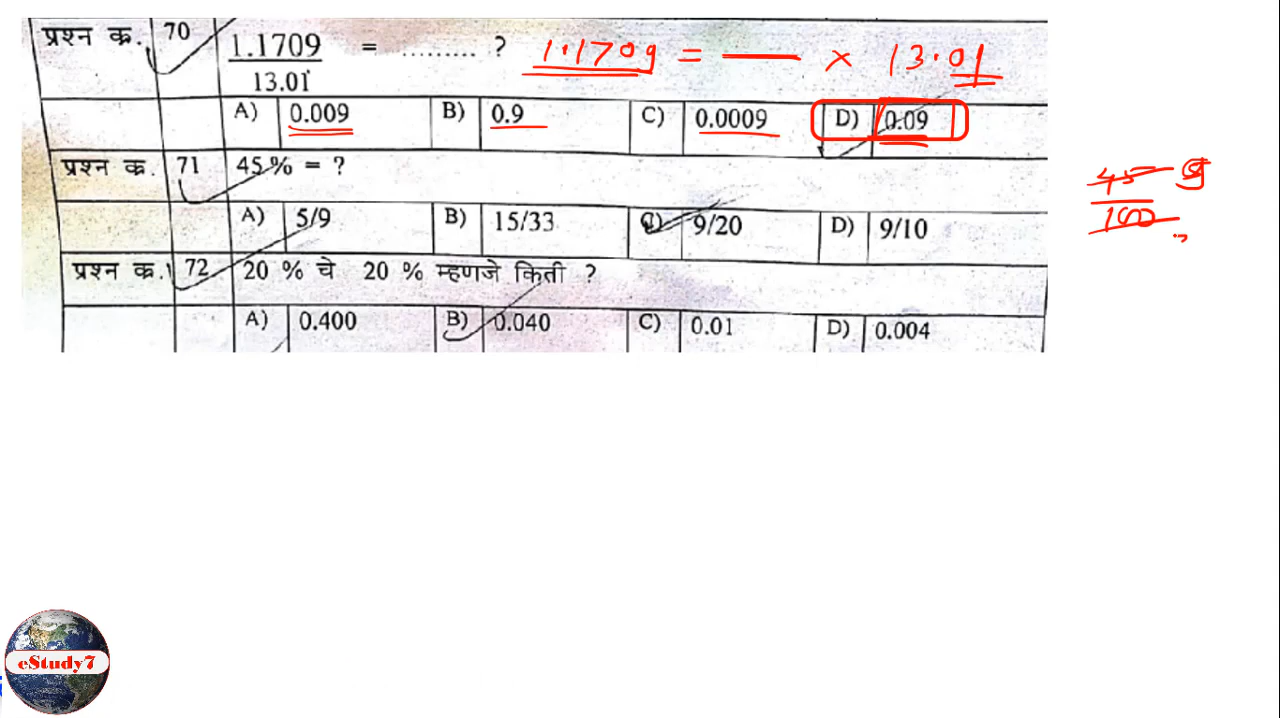 प्रश्न क्र. 70 1.1709 = ......... ? 1.1709 = — × 13.01
13.01
A) 0.009 B) 0.9 C) 0.0009 D) 0.09
प्रश्न क्र. 71 45% = ? 45 9
100
A) 5/9 B) 15/33 C) 9/20 D) 9/10
प्रश्न क्र. 72 20 % चे 20 % म्हणजे किती ?
A) 0.400 B) 0.040 C) 0.01 D) 0.004
eStudy7